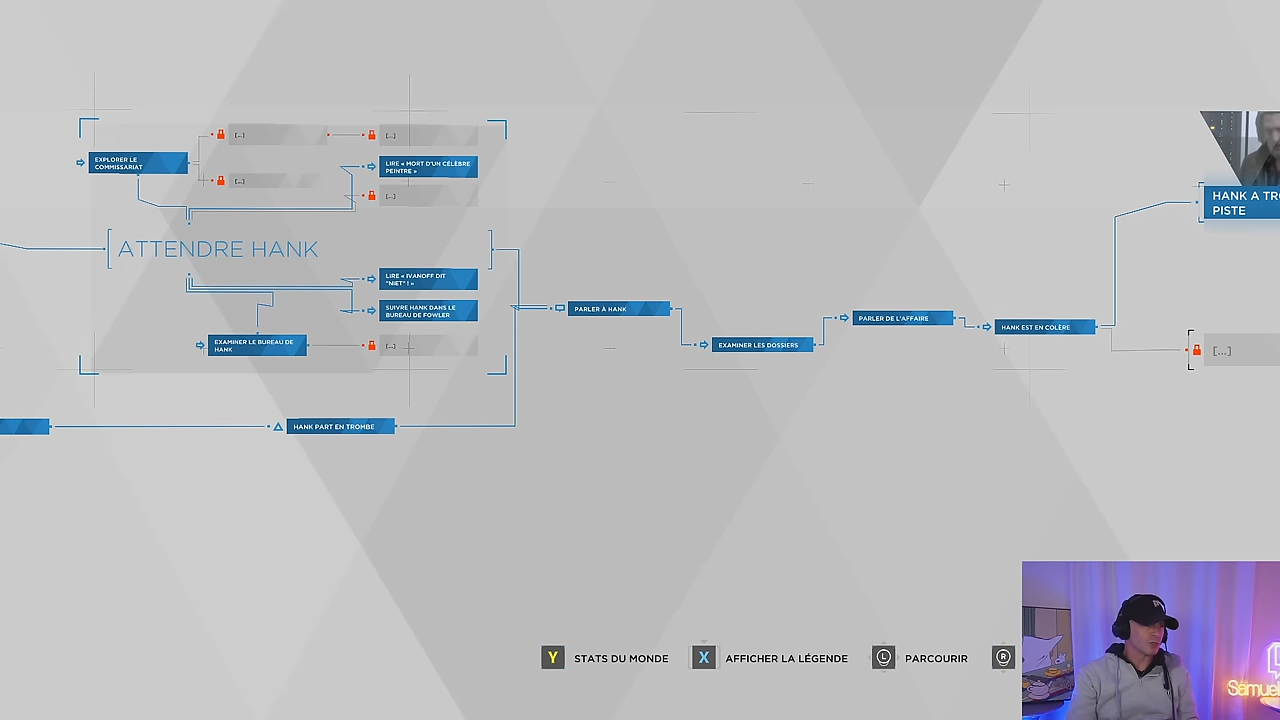 [...]
[...]
EXPLORER LE
COMMISSARIAT
LIRE « MORT D'UN CÉLÈBRE
PEINTRE »
[...]
[...]
HANK A TR
PISTE
ATTENDRE HANK
LIRE « IVANOFF DIT
"NIET" ! »
SUIVRE HANK DANS LE
BUREAU DE FOWLER
PARLER À HANK
PARLER DE L'AFFAIRE
HANK EST EN COLÈRE
EXAMINER LE BUREAU DE
HANK
[...]
EXAMINER LES DOSSIERS
[...]
HANK PART EN TROMBE
Y STATS DU MONDE
X AFFICHER LA LÉGENDE
L PARCOURIR
R
Samuel